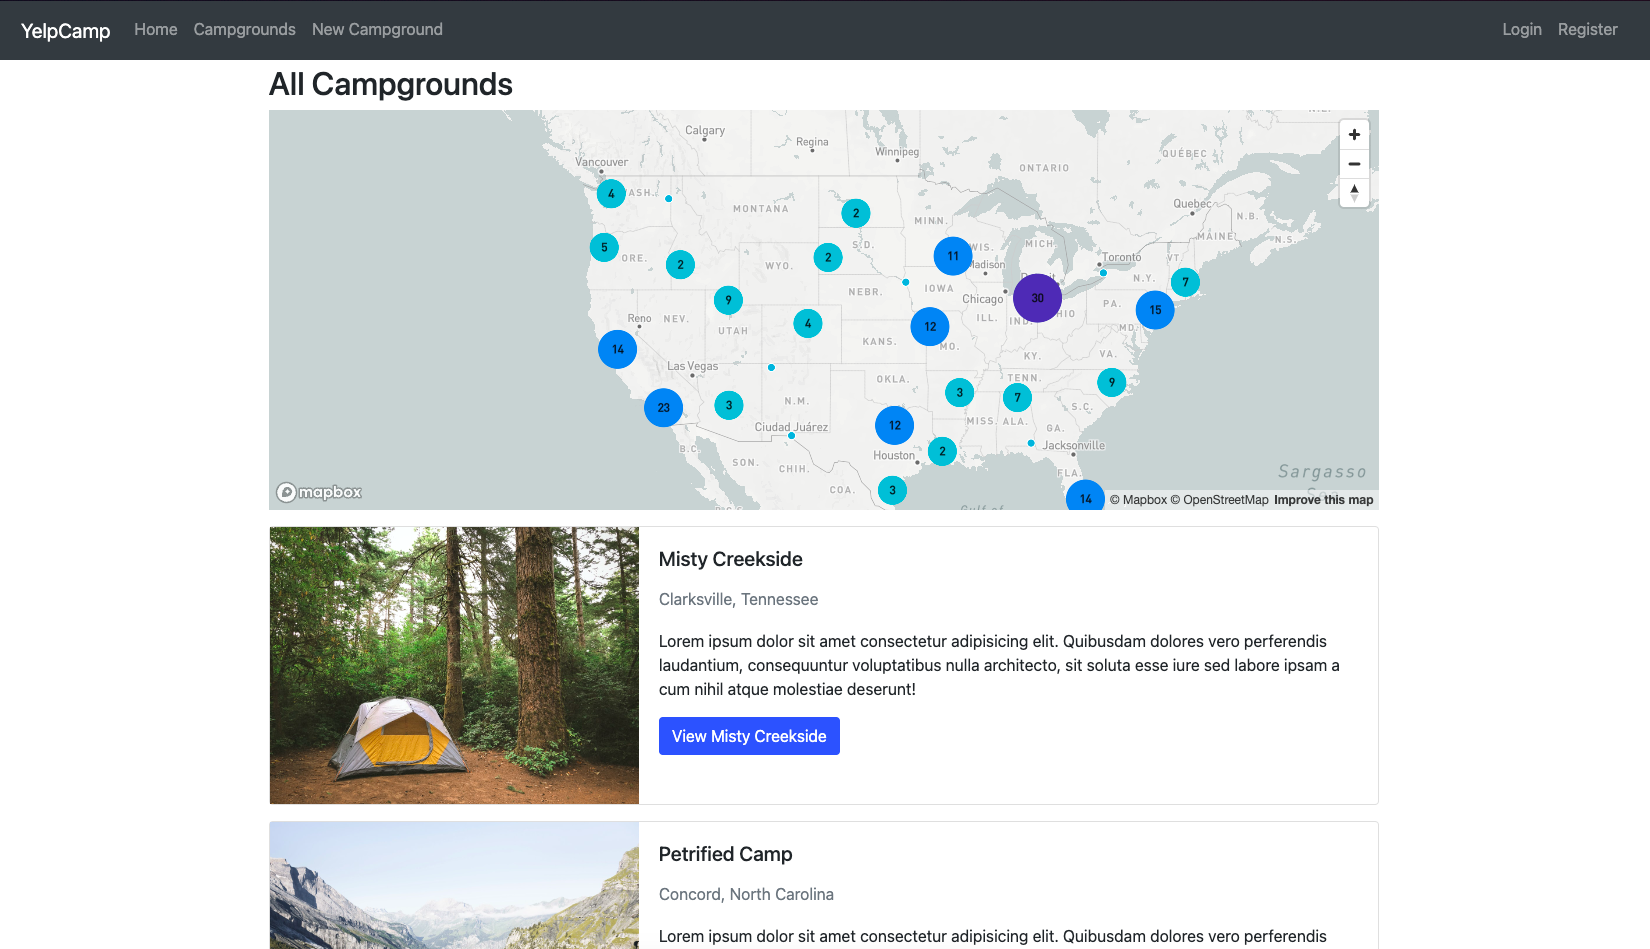 YelpCamp Home Campgrounds New Campground Login Register
All Campgrounds
Calgary
Regina
Winnipeg
Vancouver
ONTARIO
QUÉBEC
4
MONTANA
2
MINN.
Quebec
N.B.
MAINE
N.S.
5
ORE.
2
WYO.
S.D.
2
11
WIS.
MICH.
Toronto
VT.
N.Y.
7
9
NEBR.
IOWA
Chicago
30
PA.
15
Reno
NEV.
UTAH
4
KANS.
12
MO.
ILL.
MD.
14
Las Vegas
KY.
VA.
OKLA.
TENN.
9
23
3
N.M.
3
7
S.C.
Ciudad Juárez
12
MISS.
ALA.
GA.
B.C.
SON.
CHIH.
Houston
2
Jacksonville
FLA.
Sargasso
COA.
3
14
mapbox
© Mapbox © OpenStreetMap Improve this map
Misty Creekside
Clarksville, Tennessee
Lorem ipsum dolor sit amet consectetur adipisicing elit. Quibusdam dolores vero perferendis
laudantium, consequuntur voluptatibus nulla architecto, sit soluta esse iure sed labore ipsam a
cum nihil atque molestiae deserunt!
View Misty Creekside
Petrified Camp
Concord, North Carolina
Lorem ipsum dolor sit amet consectetur adipisicing elit. Quibusdam dolores vero perferendis